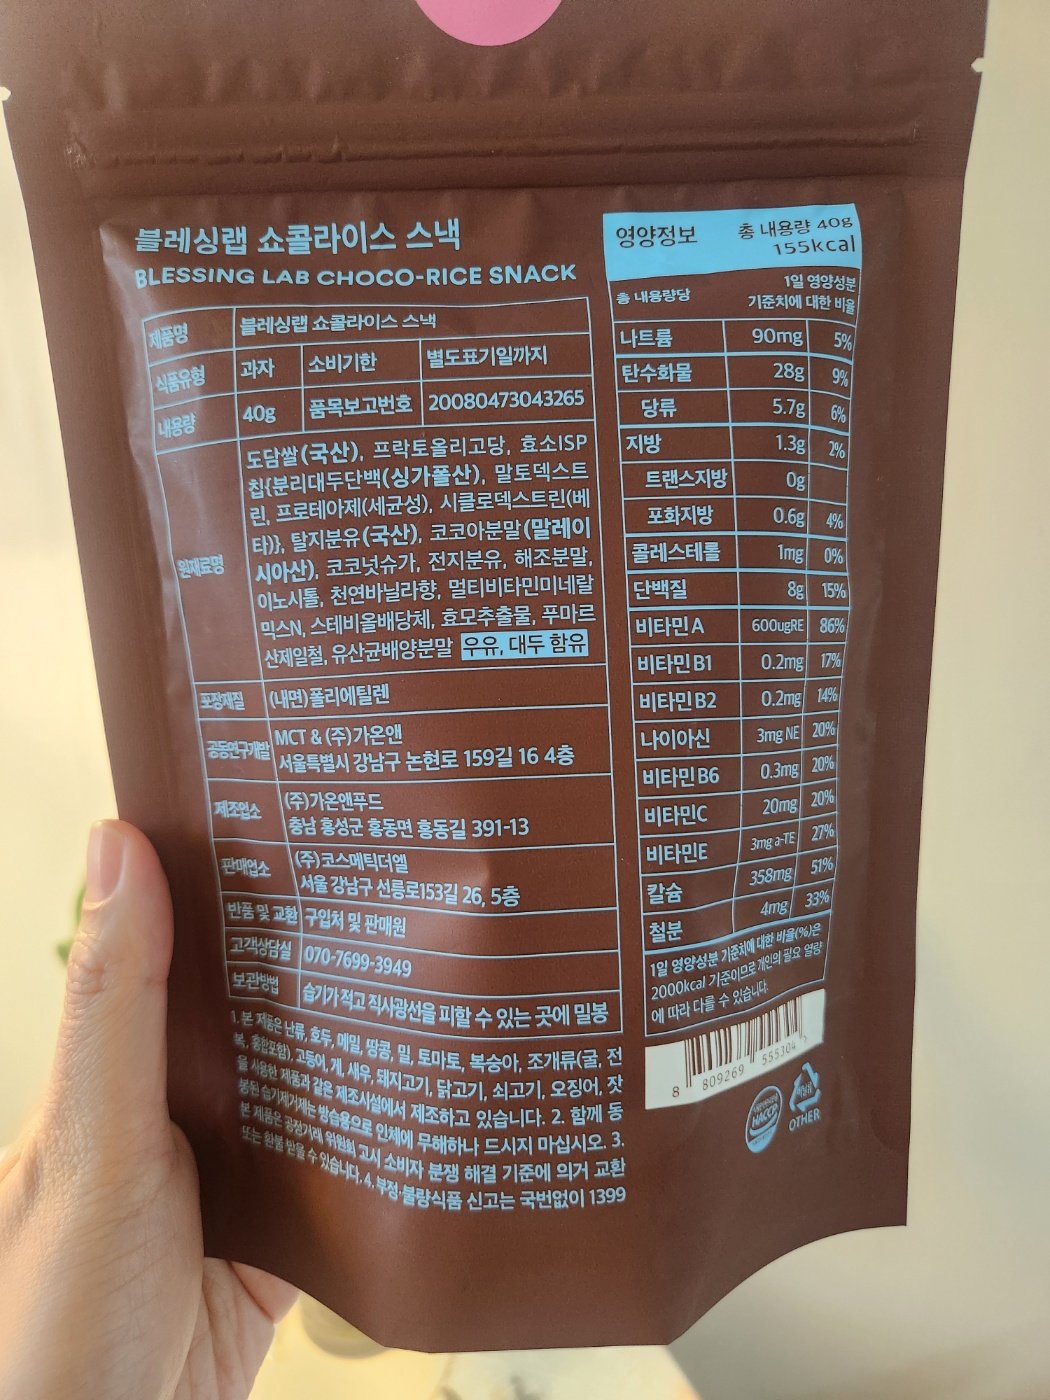 블레싱랩 쇼콜라이스 스낵
BLESSING LAB CHOCO-RICE SNACK
제품명 블레싱랩 쇼콜라이스 스낵
식품유형 과자 소비기한 별도표기일까지
내용량 40g 품목보고번호 20080473043265
원재료명
도담쌀(국산), 프락토올리고당, 효소ISP
칩{분리대두단백(싱가폴산), 말토덱스트
린, 프로테아제(세균성), 시클로덱스트린(베
타)}, 탈지분유(국산), 코코아분말(말레이
시아산), 코코넛슈가, 전지분유, 해조분말,
이노시톨, 천연바닐라향, 멀티비타민미네랄
믹스N, 스테비올배당체, 효모추출물, 푸마르
산제일철, 유산균배양분말 우유, 대두 함유
포장재질 (내면)폴리에틸렌
공동연구개발 MCT & (주)가온앤
서울특별시 강남구 논현로 159길 16 4층
제조업소 (주)가온앤푸드
충남 홍성군 홍동면 홍동길 391-13
판매업소 (주)코스메틱더엘
서울 강남구 선릉로153길 26, 5층
반품 및 교환 구입처 및 판매원
고객상담실 070-7699-3949
보관방법 습기가 적고 직사광선을 피할 수 있는 곳에 밀봉
1. 본 제품은 난류, 호두, 메밀, 땅콩, 밀, 토마토, 복숭아, 조개류(굴, 전
복, 홍합포함), 고등어, 게, 새우, 돼지고기, 닭고기, 쇠고기, 오징어, 잣
을 사용한 제품과 같은 제조시설에서 제조하고 있습니다. 2. 함께 동
봉된 습기제거제는 방습용으로 인체에 무해하나 드시지 마십시오. 3.
본 제품은 공정거래 위원회 고시 소비자 분쟁 해결 기준에 의거 교환
또는 환불 받을 수 있습니다. 4. 부정·불량식품 신고는 국번없이 1399
영양정보 총 내용량 40g
155kcal
총 내용량당 1일 영양성분
기준치에 대한 비율
나트륨 90mg 5%
탄수화물 28g 9%
당류 5.7g 6%
지방 1.3g 2%
트랜스지방 0g
포화지방 0.6g 4%
콜레스테롤 1mg 0%
단백질 8g 15%
비타민A 600ugRE 86%
비타민B1 0.2mg 17%
비타민B2 0.2mg 14%
나이아신 3mg NE 20%
비타민B6 0.3mg 20%
비타민C 20mg 20%
비타민E 3mg a-TE 27%
칼슘 358mg 51%
철분 4mg 33%
1일 영양성분 기준치에 대한 비율(%)은
2000kcal 기준이므로 개인의 필요 열량
에 따라 다를 수 있습니다.
8 809269 555304
HACCP
OTHER